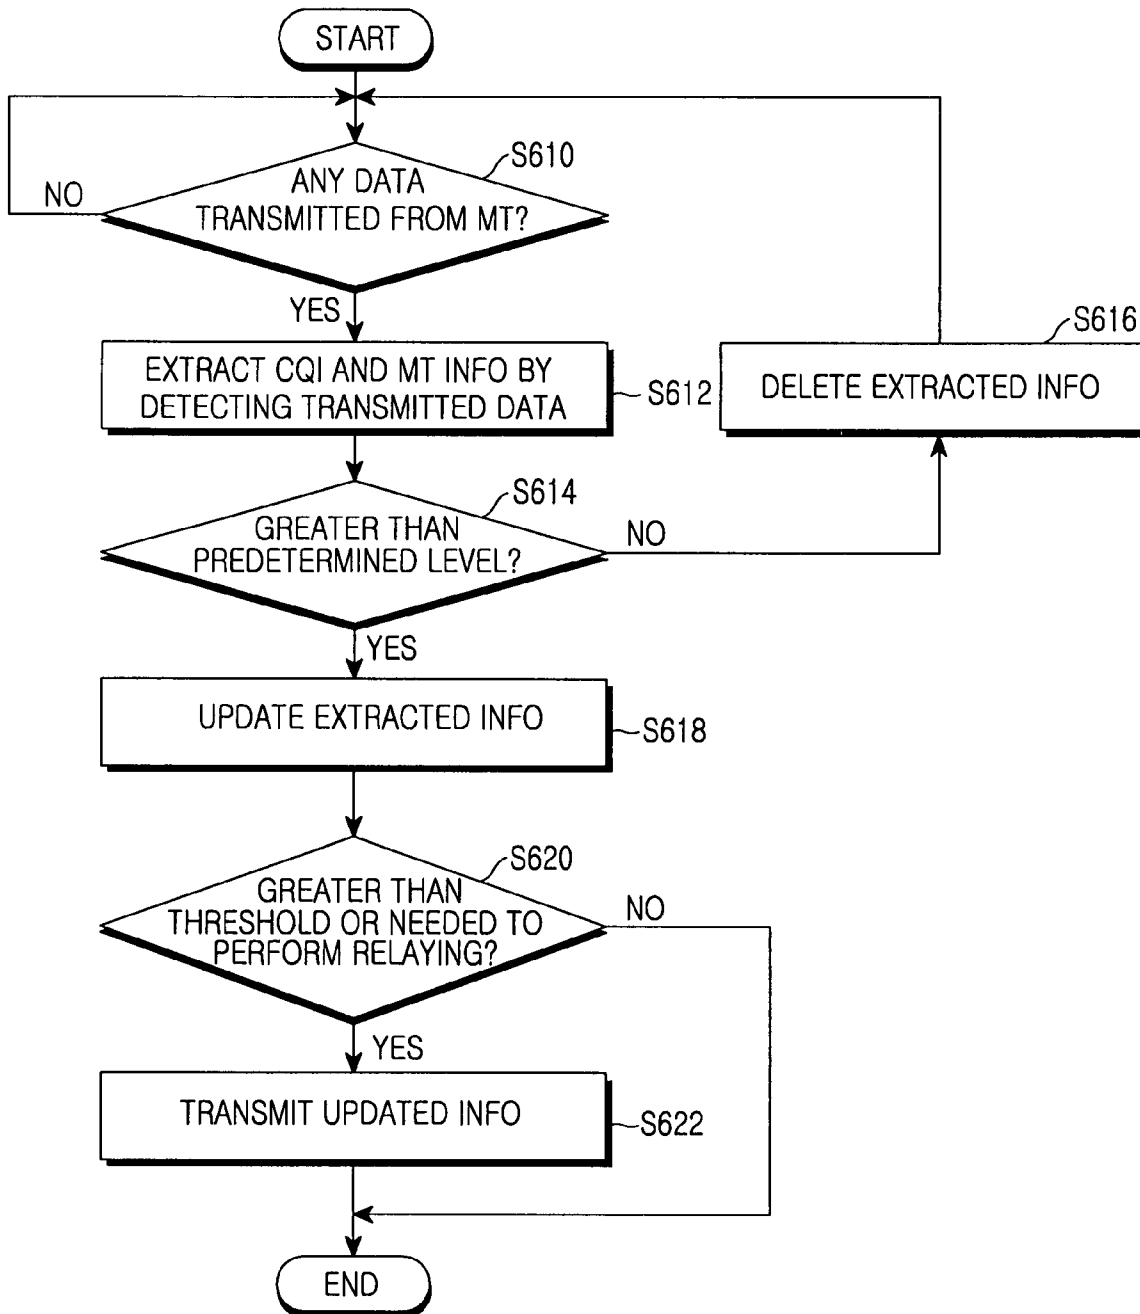 START
S610
ANY DATA
TRANSMITTED FROM MT?
NO
YES
EXTRACT CQI AND MT INFO BY
DETECTING TRANSMITTED DATA
S612
S616
DELETE EXTRACTED INFO
S614
GREATER THAN
PREDETERMINED LEVEL?
NO
YES
UPDATE EXTRACTED INFO
S618
S620
GREATER THAN
THRESHOLD OR NEEDED TO
PERFORM RELAYING?
NO
YES
TRANSMIT UPDATED INFO
S622
END